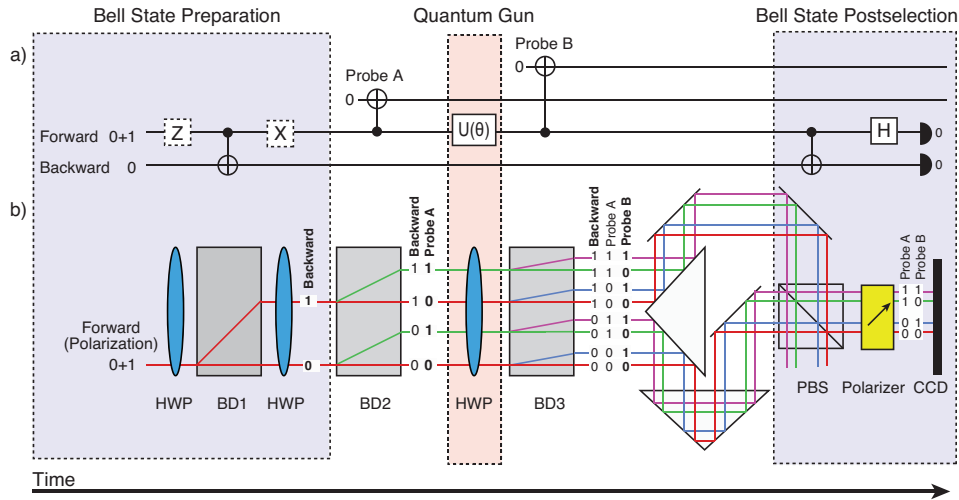 Bell State Preparation
Quantum Gun
Bell State Postselection
a)
Probe B
0
Probe A
0
Forward 0+1
Z
X
U(θ)
H
0
Backward 0
0
b)
Backward
Probe A
Backward
Probe A
Probe B
Backward
Probe A
Probe B
1 1
1 0
0 1
0 0
1
0
1 1 1
1 1 0
1 0 1
1 0 0
0 1 1
0 1 0
0 0 1
0 0 0
1 1
1 0
0 1
0 0
Forward
(Polarization)
0+1
HWP
BD1
HWP
BD2
HWP
BD3
PBS
Polarizer
CCD
Time